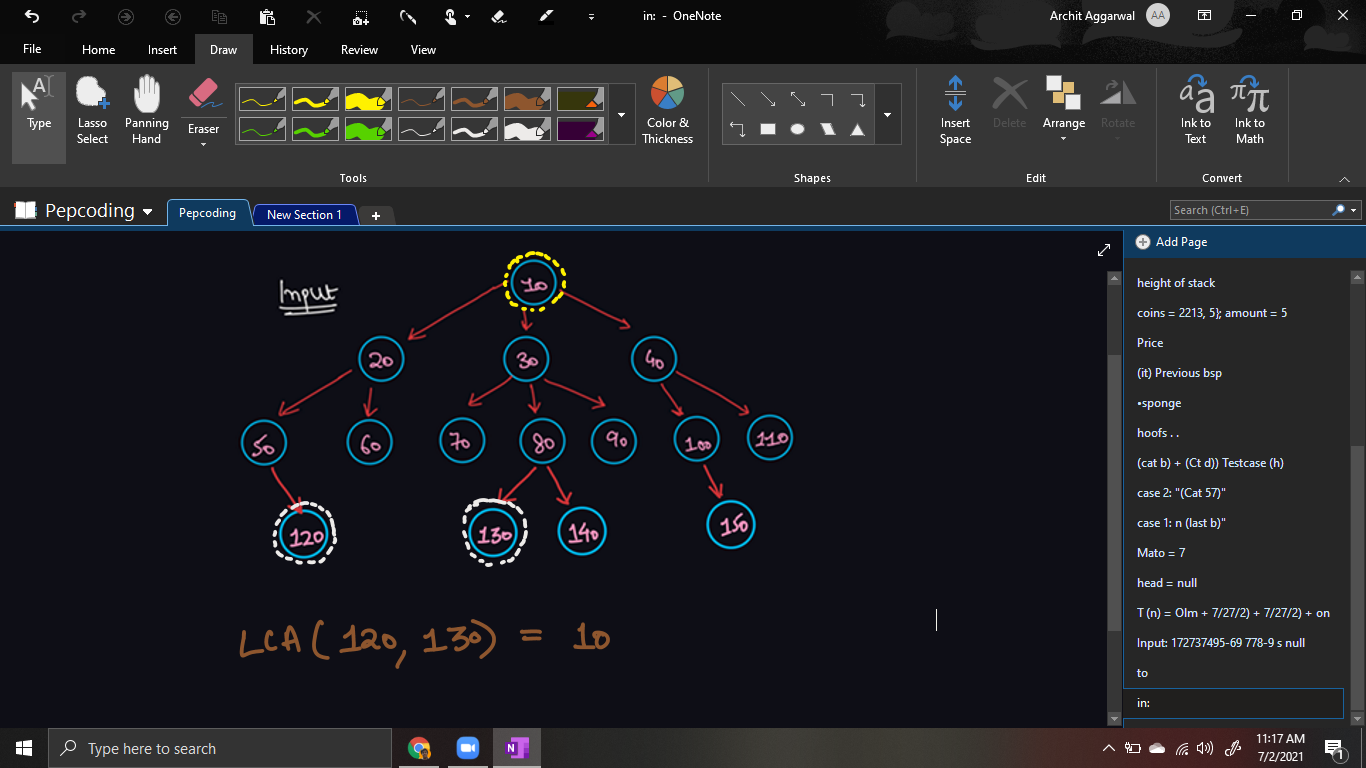 in: - OneNote
Archit Aggarwal AA
File Home Insert Draw History Review View
Type
Lasso Select
Panning Hand
Eraser
Color & Thickness
Insert Space
Delete
Arrange
Rotate
Ink to Text
Ink to Math
Tools Shapes Edit Convert
Pepcoding
Pepcoding
New Section 1
Search (Ctrl+E)
Add Page
Input
10
20 30 40
50 60 70 80 90 100 110
120 130 140 150
LCA(120, 130) = 10
height of stack
coins = 2213, 5}; amount = 5
Price
(it) Previous bsp
•sponge
hoofs . .
(cat b) + (Ct d)) Testcase (h)
case 2: "(Cat 57)"
case 1: n (last b)"
Mato = 7
head = null
T (n) = Olm + 7/27/2) + 7/27/2) + on
Input: 172737495-69 778-9 s null
to
in:
Type here to search
11:17 AM
7/2/2021
1